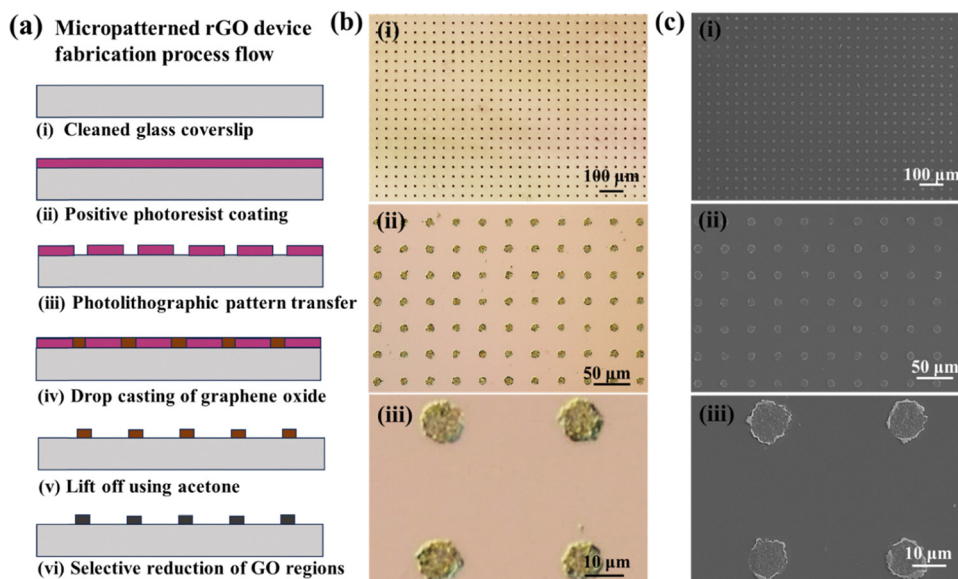 (a) Micropatterned rGO device
fabrication process flow
(i) Cleaned glass coverslip
(ii) Positive photoresist coating
(iii) Photolithographic pattern transfer
(iv) Drop casting of graphene oxide
(v) Lift off using acetone
(vi) Selective reduction of GO regions
(b)
(i)
100 μm
(ii)
50 μm
(iii)
10 μm
(c)
(i)
100 μm
(ii)
50 μm
(iii)
10 μm